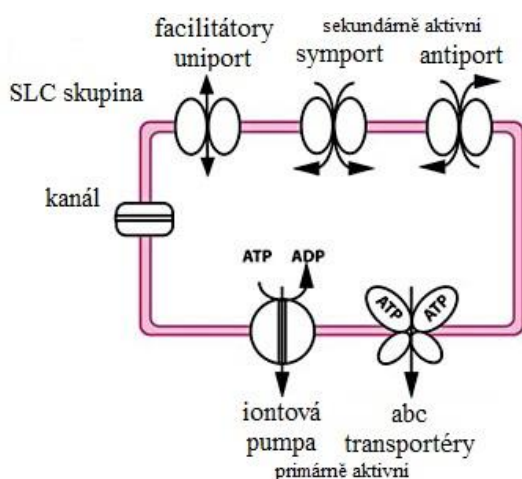 facilitátory
uniport
sekundárně aktivní
symport
antiport
SLC skupina
kanál
ATP
ADP
ATP
ATP
iontová
pumpa
abc
transportéry
primárně aktivní